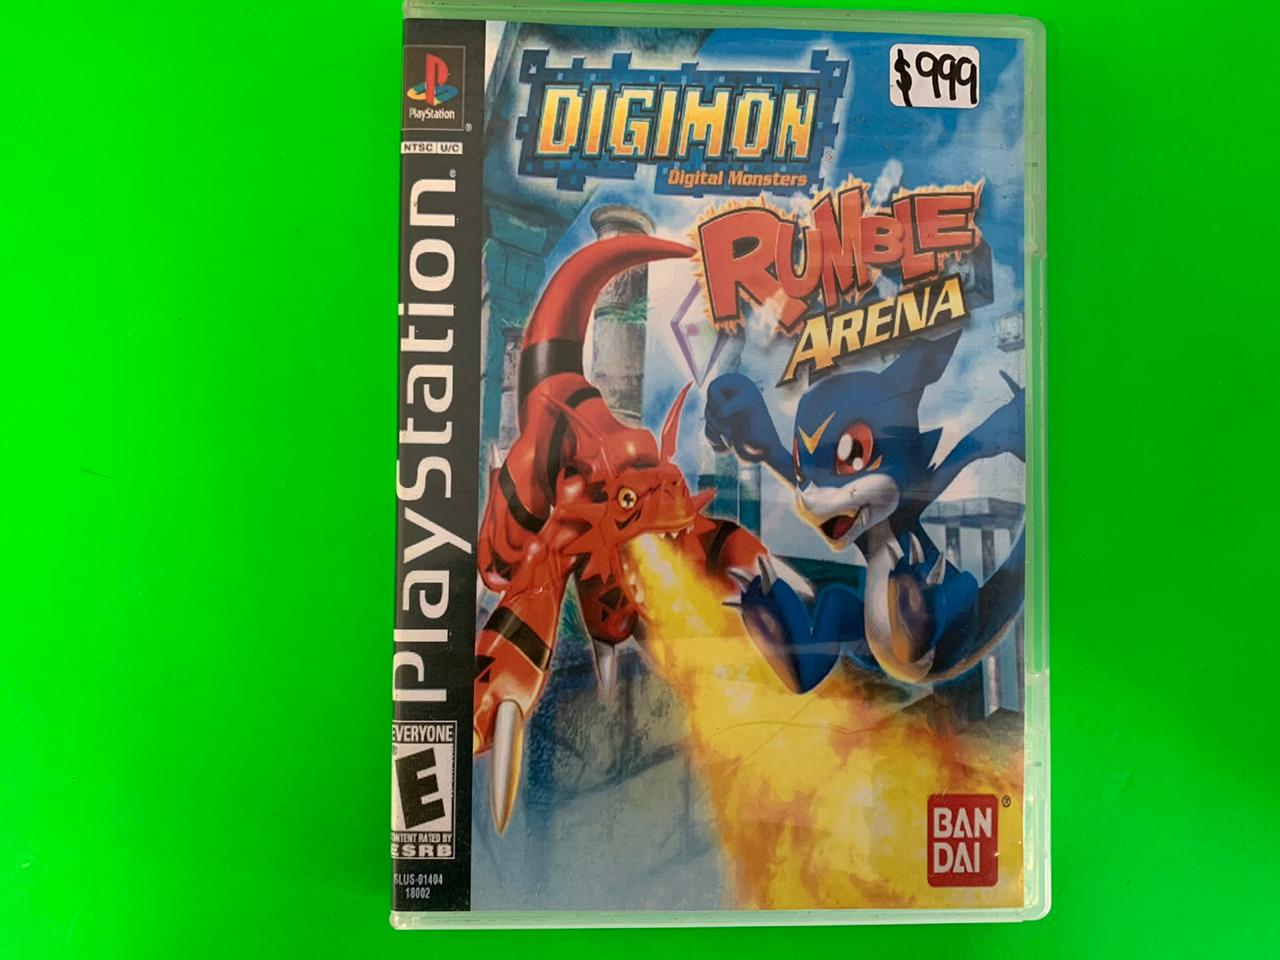 PlayStation
NTSC U/C
PlayStation
EVERYONE
E
CONTENT RATED BY
ESRB
SLUS-01404
18002
DIGIMON
Digital Monsters
RUMBLE
ARENA
$999
BAN
DAI